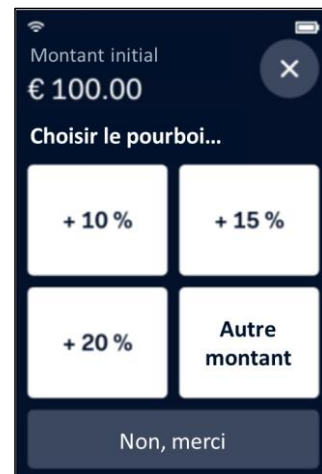 Montant initial
€ 100.00
Choisir le pourboi...
+ 10 %
+ 15 %
+ 20 %
Autre
montant
Non, merci